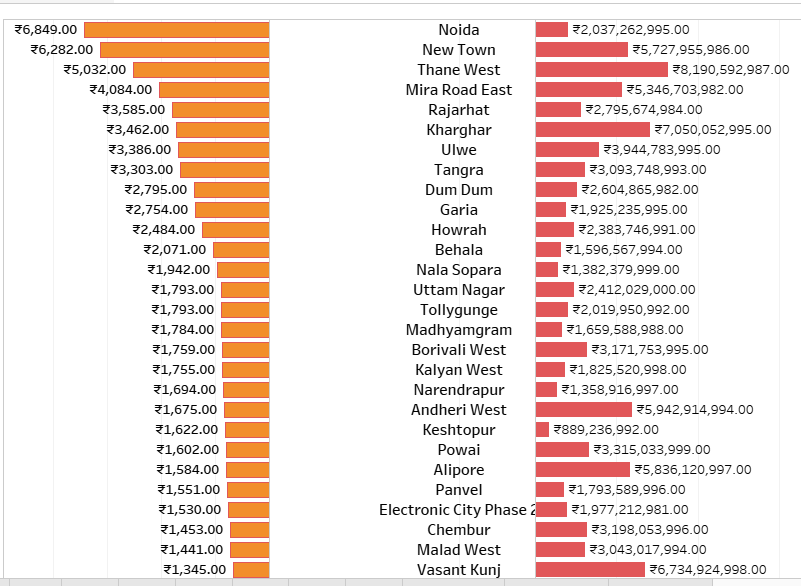 ₹6,849.00 Noida ₹2,037,262,995.00
₹6,282.00 New Town ₹5,727,955,986.00
₹5,032.00 Thane West ₹8,190,592,987.00
₹4,084.00 Mira Road East ₹5,346,703,982.00
₹3,585.00 Rajarhat ₹2,795,674,984.00
₹3,462.00 Kharghar ₹7,050,052,995.00
₹3,386.00 Ulwe ₹3,944,783,995.00
₹3,303.00 Tangra ₹3,093,748,993.00
₹2,795.00 Dum Dum ₹2,604,865,982.00
₹2,754.00 Garia ₹1,925,235,995.00
₹2,484.00 Howrah ₹2,383,746,991.00
₹2,071.00 Behala ₹1,596,567,994.00
₹1,942.00 Nala Sopara ₹1,382,379,999.00
₹1,793.00 Uttam Nagar ₹2,412,029,000.00
₹1,793.00 Tollygunge ₹2,019,950,992.00
₹1,784.00 Madhyamgram ₹1,659,588,988.00
₹1,759.00 Borivali West ₹3,171,753,995.00
₹1,755.00 Kalyan West ₹1,825,520,998.00
₹1,694.00 Narendrapur ₹1,358,916,997.00
₹1,675.00 Andheri West ₹5,942,914,994.00
₹1,622.00 Keshtopur ₹889,236,992.00
₹1,602.00 Powai ₹3,315,033,999.00
₹1,584.00 Alipore ₹5,836,120,997.00
₹1,551.00 Panvel ₹1,793,589,996.00
₹1,530.00 Electronic City Phase 2 ₹1,977,212,981.00
₹1,453.00 Chembur ₹3,198,053,996.00
₹1,441.00 Malad West ₹3,043,017,994.00
₹1,345.00 Vasant Kunj ₹6,734,924,998.00